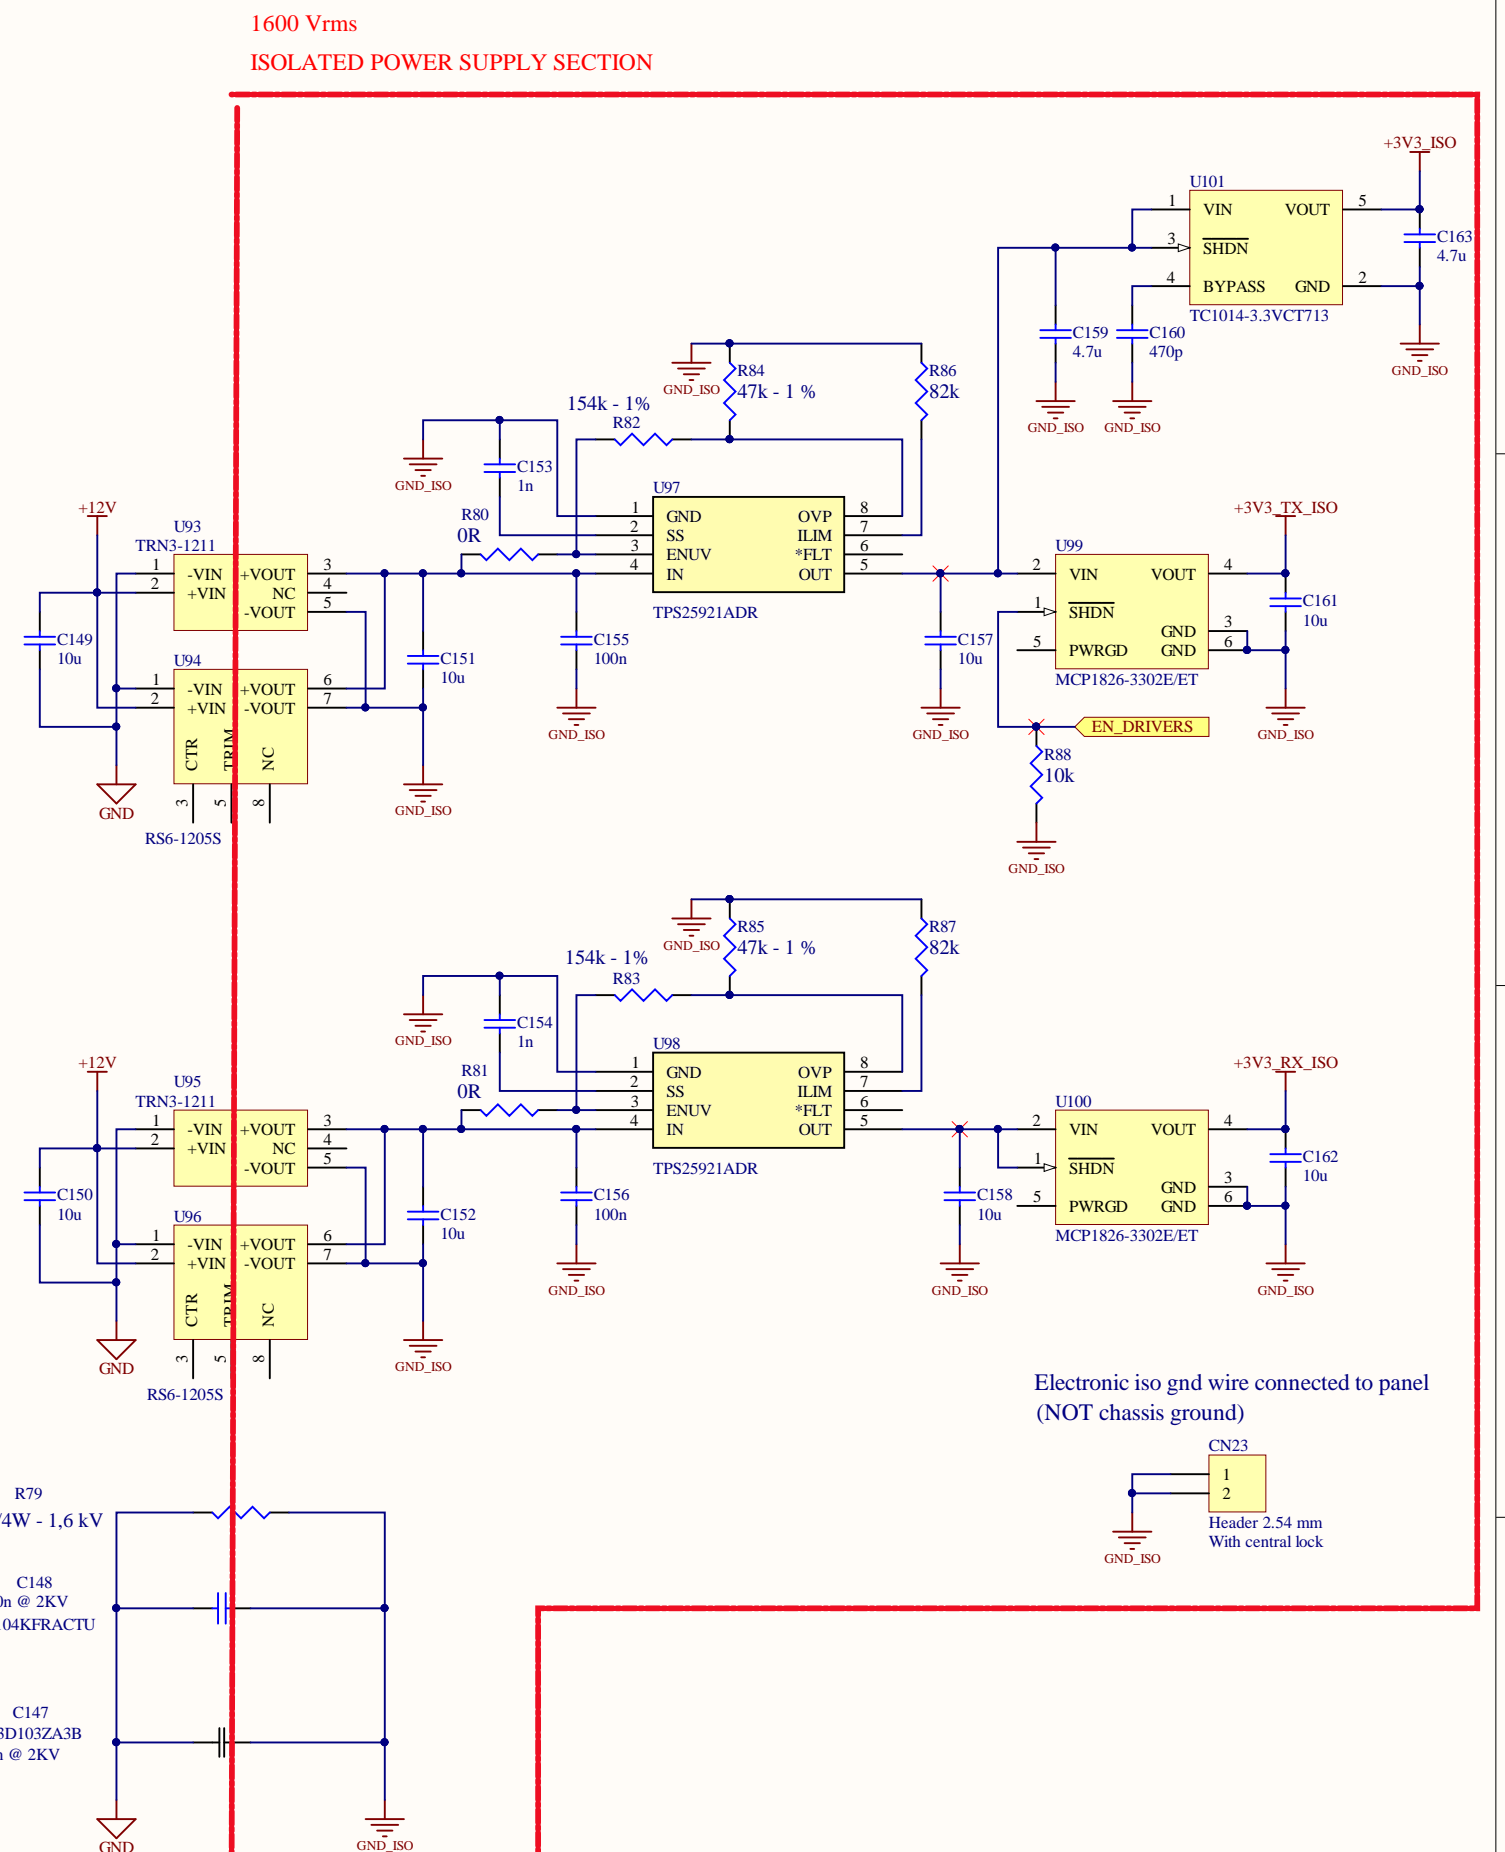 1600 Vrms
ISOLATED POWER SUPPLY SECTION
+3V3_ISO
U101
1 VIN VOUT 5
3 SHDN
4 BYPASS GND 2
TC1014-3.3VCT713
C163
4.7u
GND_ISO
C159
4.7u
GND_ISO
C160
470p
GND_ISO
GND_ISO
R84
47k - 1 %
R86
82k
154k - 1%
R82
GND_ISO
C153
1n
R80
0R
U97
1 GND OVP 8
2 SS ILIM 7
3 ENUV *FLT 6
4 IN OUT 5
TPS25921ADR
+12V
U93
TRN3-1211
1 -VIN +VOUT 3
2 +VIN NC 4
-VOUT 5
C149
10u
U94
1 -VIN +VOUT 6
2 +VIN -VOUT 7
CTR TRIM NC
3 5 8
RS6-1205S
GND
C151
10u
GND_ISO
C155
100n
GND_ISO
C157
10u
GND_ISO
+3V3_TX_ISO
U99
2 VIN VOUT 4
1 SHDN
GND 3
5 PWRGD GND 6
MCP1826-3302E/ET
C161
10u
GND_ISO
EN_DRIVERS
R88
10k
GND_ISO
GND_ISO
R85
47k - 1 %
R87
82k
154k - 1%
R83
GND_ISO
C154
1n
R81
0R
U98
1 GND OVP 8
2 SS ILIM 7
3 ENUV *FLT 6
4 IN OUT 5
TPS25921ADR
+12V
U95
TRN3-1211
1 -VIN +VOUT 3
2 +VIN NC 4
-VOUT 5
C150
10u
U96
1 -VIN +VOUT 6
2 +VIN -VOUT 7
CTR TRIM NC
3 5 8
RS6-1205S
GND
C152
10u
GND_ISO
C156
100n
GND_ISO
C158
10u
GND_ISO
+3V3_RX_ISO
U100
2 VIN VOUT 4
1 SHDN
GND 3
5 PWRGD GND 6
MCP1826-3302E/ET
C162
10u
GND_ISO
Electronic iso gnd wire connected to panel
(NOT chassis ground)
CN23
1
2
Header 2.54 mm
With central lock
GND_ISO
R79
/4W - 1,6 kV
C148
0n @ 2KV
104KFRACTU
C147
3D103ZA3B
n @ 2KV
GND
GND_ISO